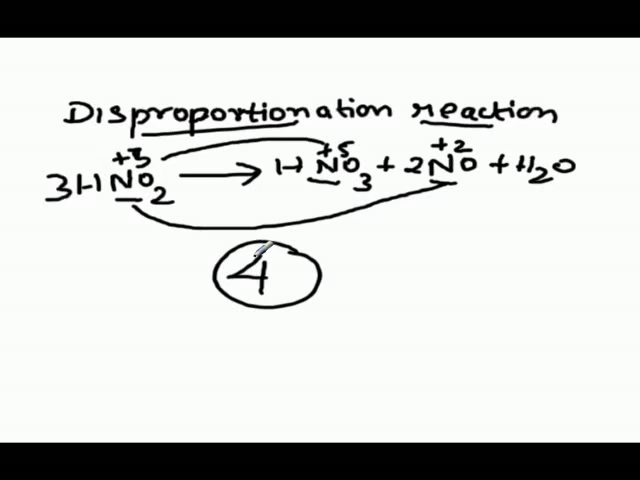 Disproportionation reaction
+3 +5 +2
3HNO2 → HNO3 + 2NO + H2O
4